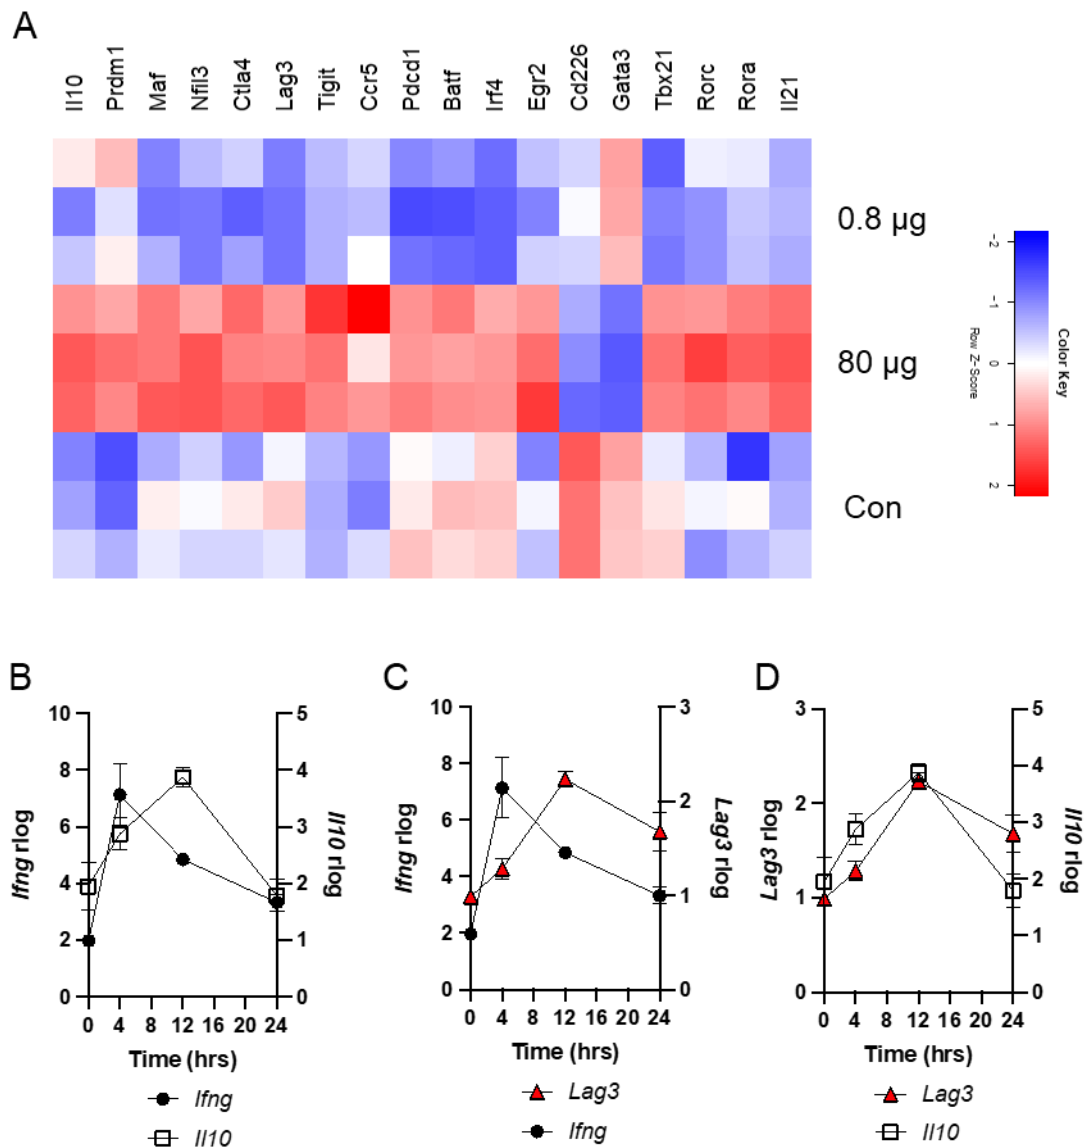 A
Il10 Prdm1 Maf Nfil3 Ctla4 Lag3 Tigit Ccr5 Pdcd1 Batf Irf4 Egr2 Cd226 Gata3 Tbx21 Rorc Rora Il21
0.8 µg
80 µg
Con
Color Key
Row Z-Score
-2 -1 0 1 2
B
Ifng rlog
10
8
6
4
2
0
5
4
3
2
1
0
Il10 rlog
0 4 8 12 16 20 24
Time (hrs)
Ifng
Il10
C
Ifng rlog
10
8
6
4
2
0
3
2
1
0
Lag3 rlog
0 4 8 12 16 20 24
Time (hrs)
Lag3
Ifng
D
Lag3 rlog
3
2
1
0
5
4
3
2
1
0
Il10 rlog
0 4 8 12 16 20 24
Time (hrs)
Lag3
Il10